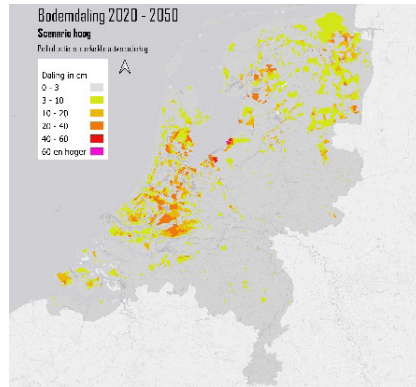 Bodemdaling 2020 - 2050
Scenario hoog
Daling in cm
0 - 3
3 - 10
10 - 20
20 - 40
40 - 60
60 en hoger